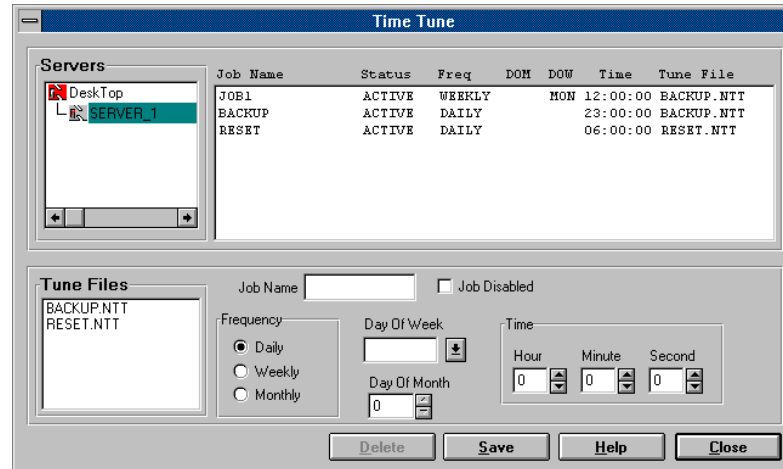 Time Tune
Servers
DeskTop
SERVER_1
Job Name Status Freq DOM DOW Time Tune File
JOB1 ACTIVE WEEKLY MON 12:00:00 BACKUP.NTT
BACKUP ACTIVE DAILY 23:00:00 BACKUP.NTT
RESET ACTIVE DAILY 06:00:00 RESET.NTT
Tune Files
BACKUP.NTT
RESET.NTT
Job Name
Job Disabled
Frequency
Daily
Weekly
Monthly
Day Of Week
Day Of Month
0
Time
Hour Minute Second
0 0 0
Delete Save Help Close